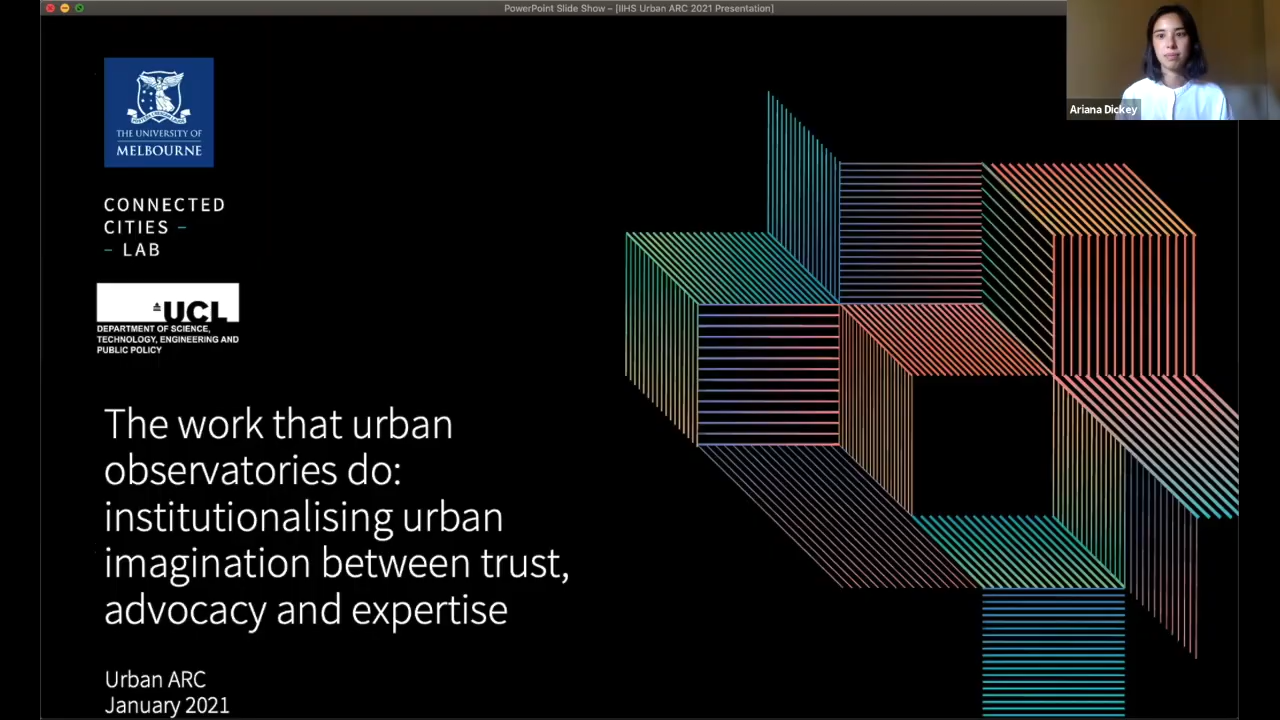 PowerPoint Slide Show – [IIHS Urban ARC 2021 Presentation]
Ariana Dickey
THE UNIVERSITY OF
MELBOURNE
CONNECTED
CITIES –
– LAB
UCL
DEPARTMENT OF SCIENCE,
TECHNOLOGY, ENGINEERING AND
PUBLIC POLICY
The work that urban
observatories do:
institutionalising urban
imagination between trust,
advocacy and expertise
Urban ARC
January 2021